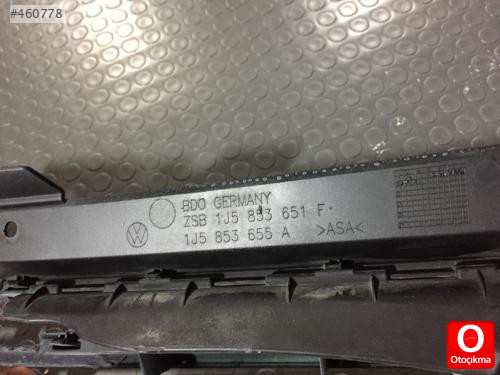 #460778
BDO GERMANY
ZSB 1J5 853 651 F.
1J5 853 655 A >ASA<
Otoçıkma